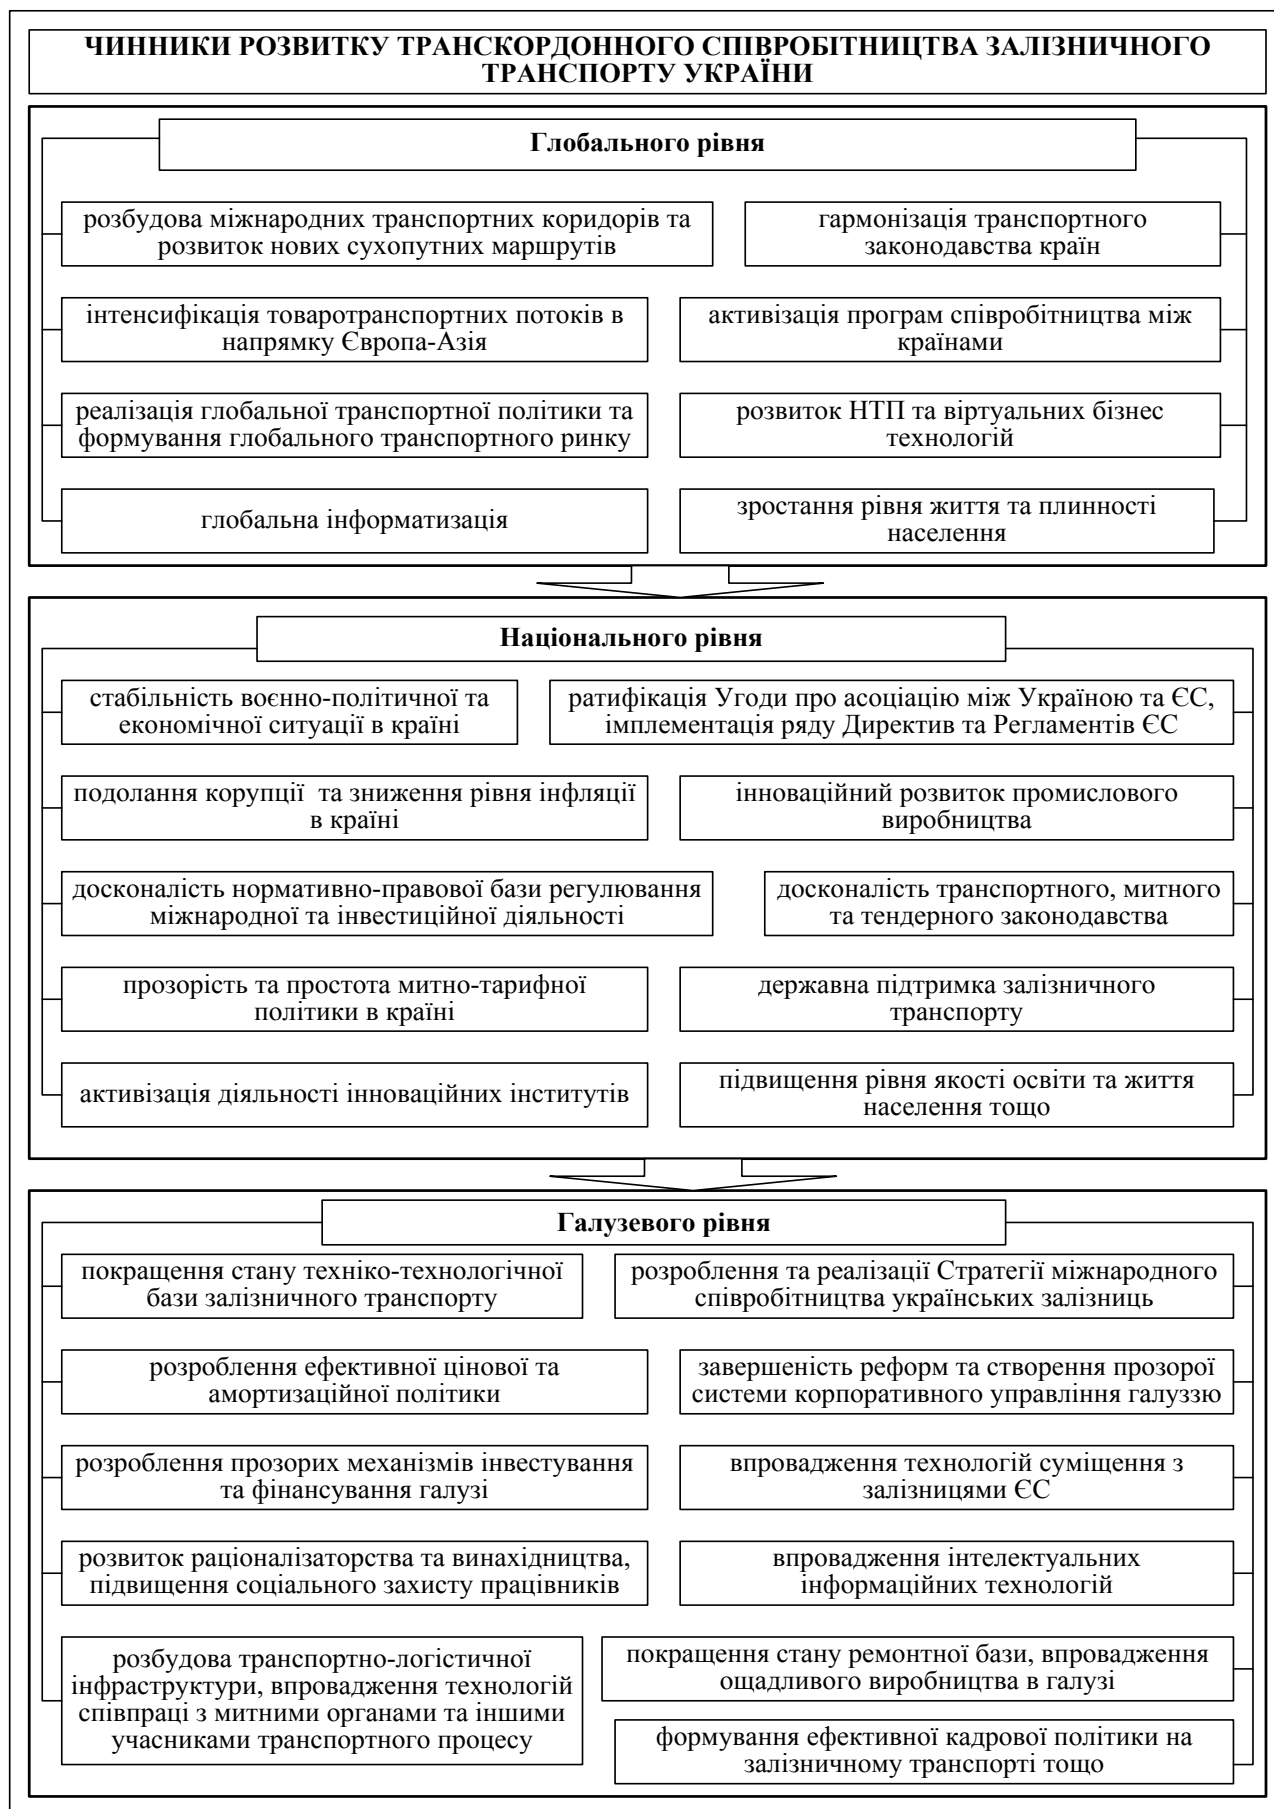 ЧИННИКИ РОЗВИТКУ ТРАНСКОРДОННОГО СПІВРОБІТНИЦТВА ЗАЛІЗНИЧНОГО
ТРАНСПОРТУ УКРАЇНИ
Глобального рівня
розбудова міжнародних транспортних коридорів та
розвиток нових сухопутних маршрутів
гармонізація транспортного
законодавства країн
інтенсифікація товаротранспортних потоків в
напрямку Європа-Азія
активізація програм співробітництва між
країнами
реалізація глобальної транспортної політики та
формування глобального транспортного ринку
розвиток НТП та віртуальних бізнес
технологій
глобальна інформатизація
зростання рівня життя та плинності
населення
Національного рівня
стабільність воєнно-політичної та
економічної ситуації в країні
ратифікація Угоди про асоціацію між Україною та ЄС,
імплементація ряду Директив та Регламентів ЄС
подолання корупції та зниження рівня інфляції
в країні
інноваційний розвиток промислового
виробництва
досконалість нормативно-правової бази регулювання
міжнародної та інвестиційної діяльності
досконалість транспортного, митного
та тендерного законодавства
прозорість та простота митно-тарифної
політики в країні
державна підтримка залізничного
транспорту
активізація діяльності інноваційних інститутів
підвищення рівня якості освіти та життя
населення тощо
Галузевого рівня
покращення стану техніко-технологічної
бази залізничного транспорту
розроблення та реалізації Стратегії міжнародного
співробітництва українських залізниць
розроблення ефективної цінової та
амортизаційної політики
завершеність реформ та створення прозорої
системи корпоративного управління галуззю
розроблення прозорих механізмів інвестування
та фінансування галузі
впровадження технологій суміщення з
залізницями ЄС
розвиток раціоналізаторства та винахідництва,
підвищення соціального захисту працівників
впровадження інтелектуальних
інформаційних технологій
розбудова транспортно-логістичної
інфраструктури, впровадження технологій
співпраці з митними органами та іншими
учасниками транспортного процесу
покращення стану ремонтної бази, впровадження
ощадливого виробництва в галузі
формування ефективної кадрової політики на
залізничному транспорті тощо